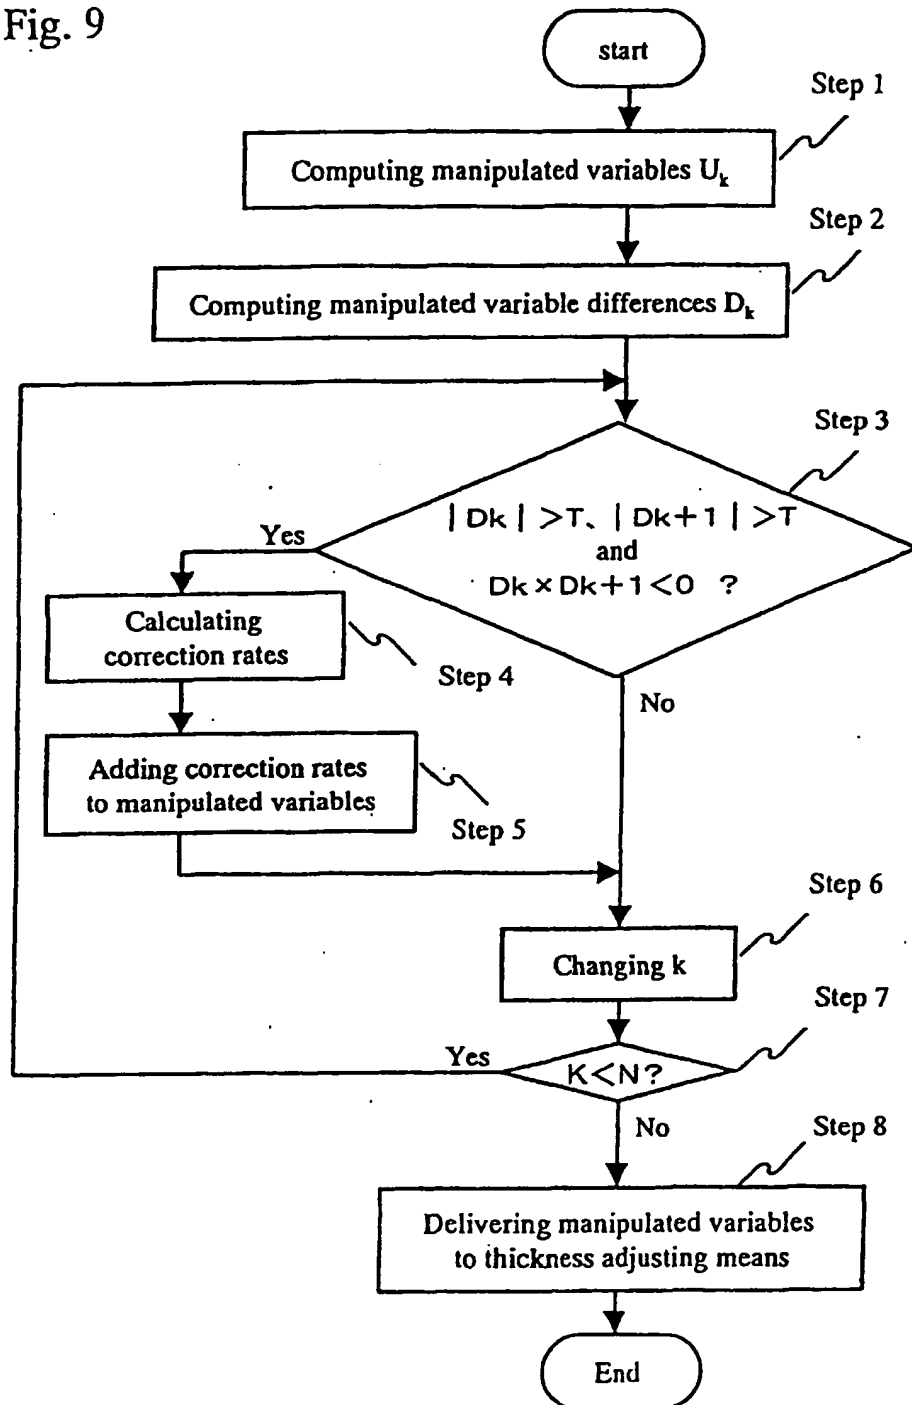 Fig. 9
start
Step 1
Computing manipulated variables Uk
Step 2
Computing manipulated variable differences Dk
Step 3
|Dk|>T、|Dk+1|>T
and
Dk×Dk+1<0 ?
Yes
Calculating
correction rates
Step 4
No
Adding correction rates
to manipulated variables
Step 5
Step 6
Changing k
Step 7
Yes
K<N?
No
Step 8
Delivering manipulated variables
to thickness adjusting means
End